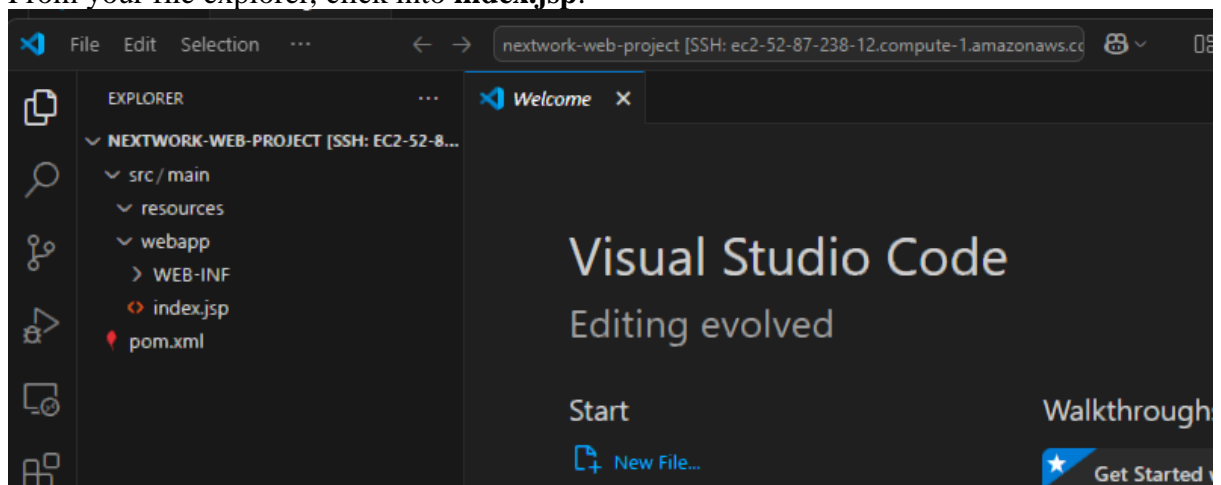 From your file explorer, click into index.jsp.
File Edit Selection ··· ← → nextwork-web-project [SSH: ec2-52-87-238-12.compute-1.amazonaws.cc
EXPLORER ··· Welcome ×
NEXTWORK-WEB-PROJECT [SSH: EC2-52-8...
src/main
resources
webapp
WEB-INF
index.jsp
pom.xml
Visual Studio Code
Editing evolved
Start
New File...
Walkthroughs
Get Started w